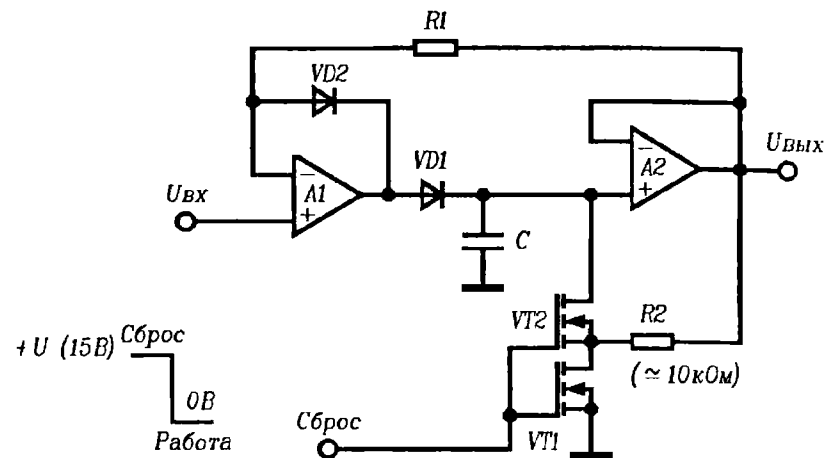 R1
VD2
VD1
A1
−
+
A2
−
+
Uвх
Uвых
C
VT2
R2
(≃ 10кОм)
VT1
+U (15В)
Сброс
0В
Работа
Сброс